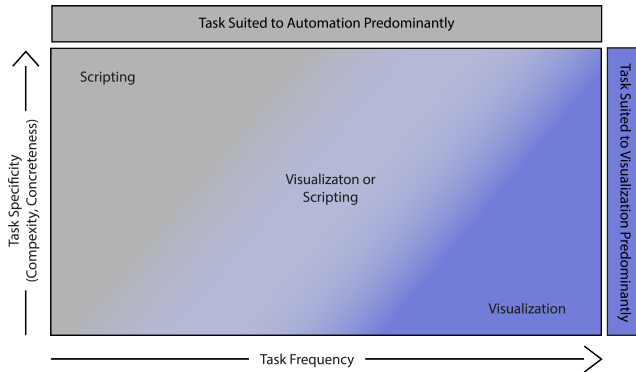 Task Suited to Automation Predominantly
Scripting
Task Specificity
(Compexity, Concreteness)
Visualizaton or
Scripting
Task Suited to Visualization Predominantly
Visualization
Task Frequency